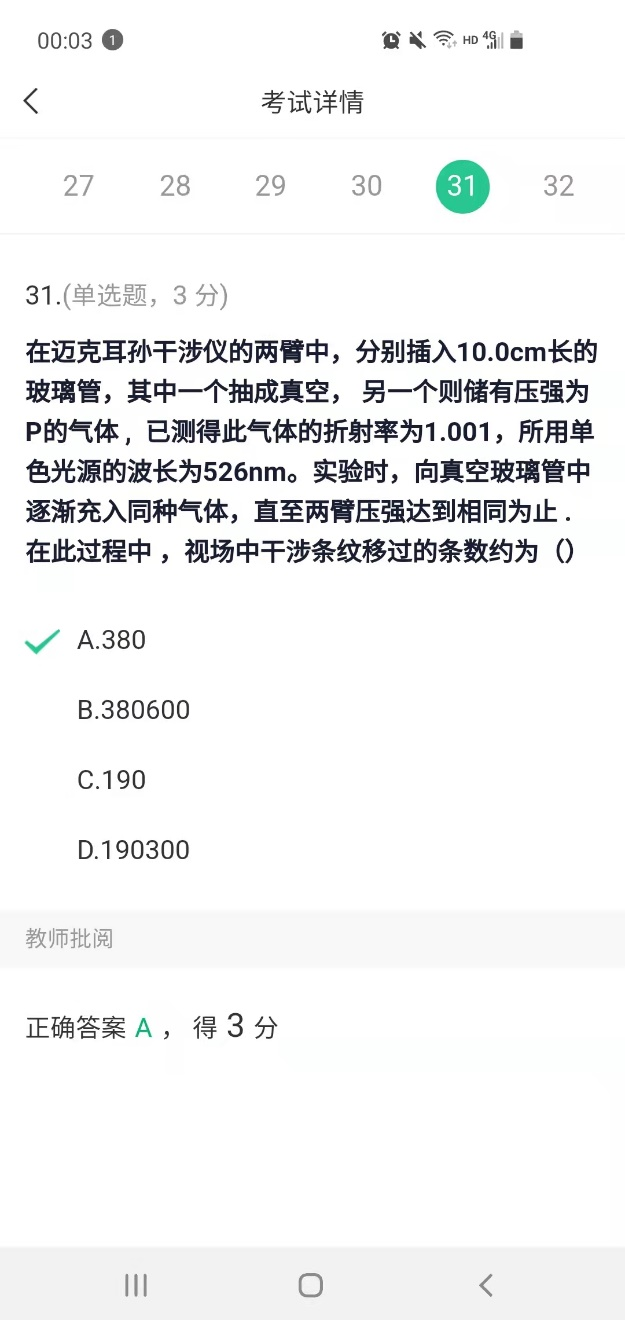 00:03 1 HD 4G
考试详情
27 28 29 30 31 32
31.(单选题，3 分)
在迈克耳孙干涉仪的两臂中，分别插入10.0cm长的
玻璃管，其中一个抽成真空， 另一个则储有压强为
P的气体 , 已测得此气体的折射率为1.001，所用单
色光源的波长为526nm。实验时，向真空玻璃管中
逐渐充入同种气体，直至两臂压强达到相同为止 .
在此过程中 ，视场中干涉条纹移过的条数约为（）
A.380
B.380600
C.190
D.190300
教师批阅
正确答案 A ， 得 3 分